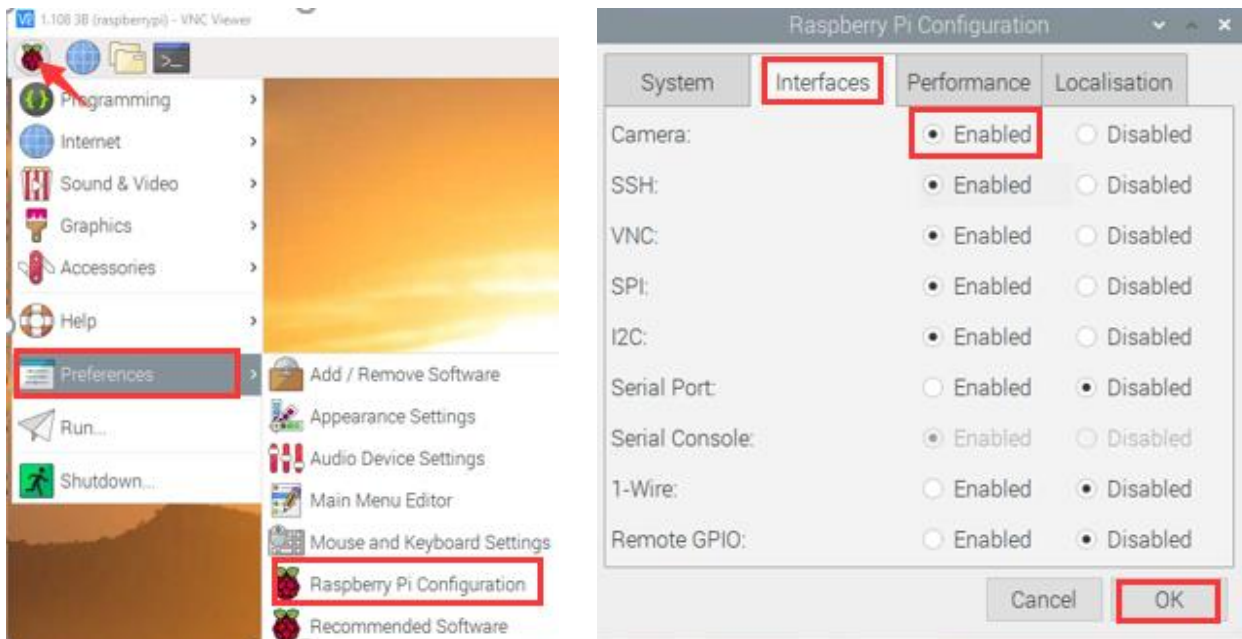 1.108 3B (raspberrypi) - VNC Viewer
Programming
Internet
Sound & Video
Graphics
Accessories
Help
Preferences
Run...
Shutdown...
Add / Remove Software
Appearance Settings
Audio Device Settings
Main Menu Editor
Mouse and Keyboard Settings
Raspberry Pi Configuration
Recommended Software
Raspberry Pi Configuration
System Interfaces Performance Localisation
Camera: Enabled Disabled
SSH: Enabled Disabled
VNC: Enabled Disabled
SPI: Enabled Disabled
I2C: Enabled Disabled
Serial Port: Enabled Disabled
Serial Console: Enabled Disabled
1-Wire: Enabled Disabled
Remote GPIO: Enabled Disabled
Cancel OK